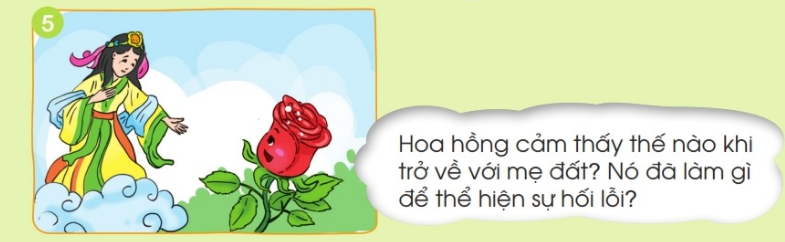 5
Hoa hồng cảm thấy thế nào khi
trở về với mẹ đất? Nó đã làm gì
để thể hiện sự hối lỗi?